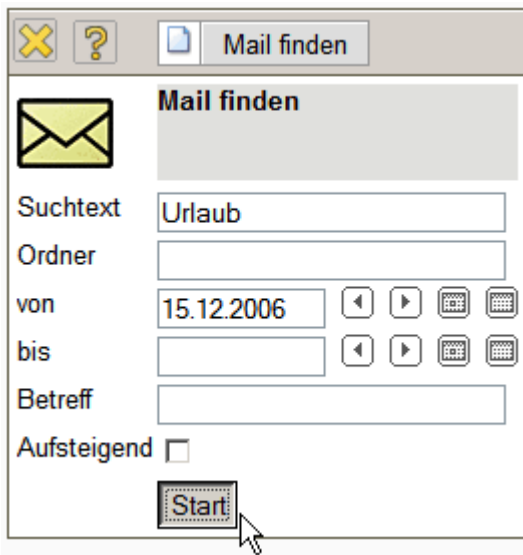 Mail finden
Mail finden
Suchtext Urlaub
Ordner
von 15.12.2006
bis
Betreff
Aufsteigend
Start